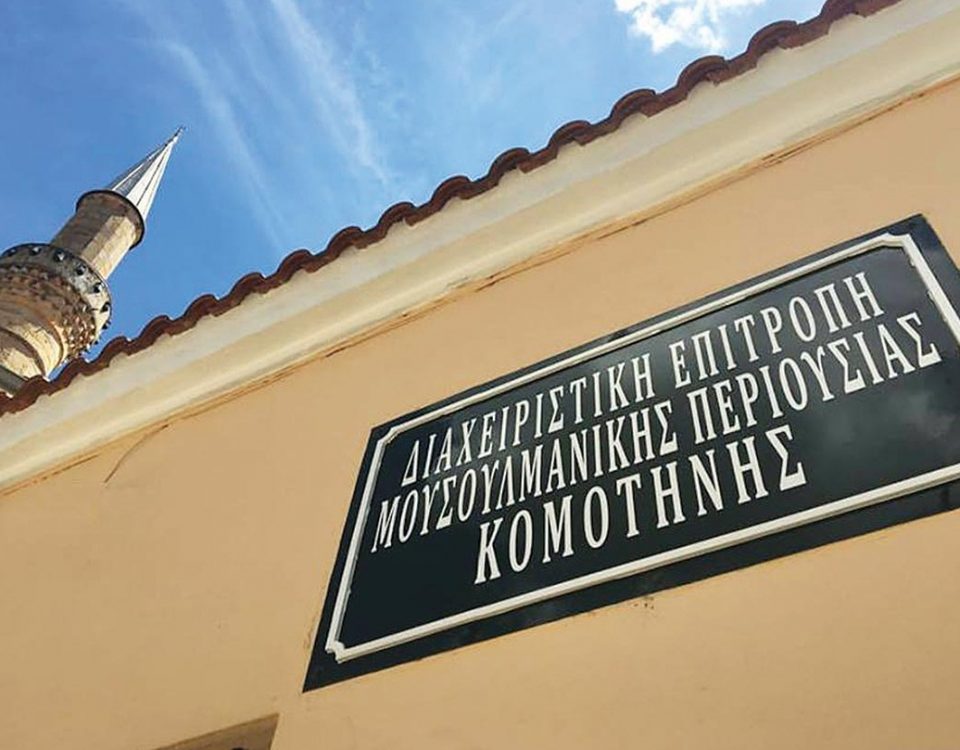 ΔΙΑΧΕΙΡΙΣΤΙΚΗ ΕΠΙΤΡΟΠΗ
ΜΟΥΣΟΥΛΜΑΝΙΚΗΣ ΠΕΡΙΟΥΣΙΑΣ
ΚΟΜΟΤΗΝΗΣ